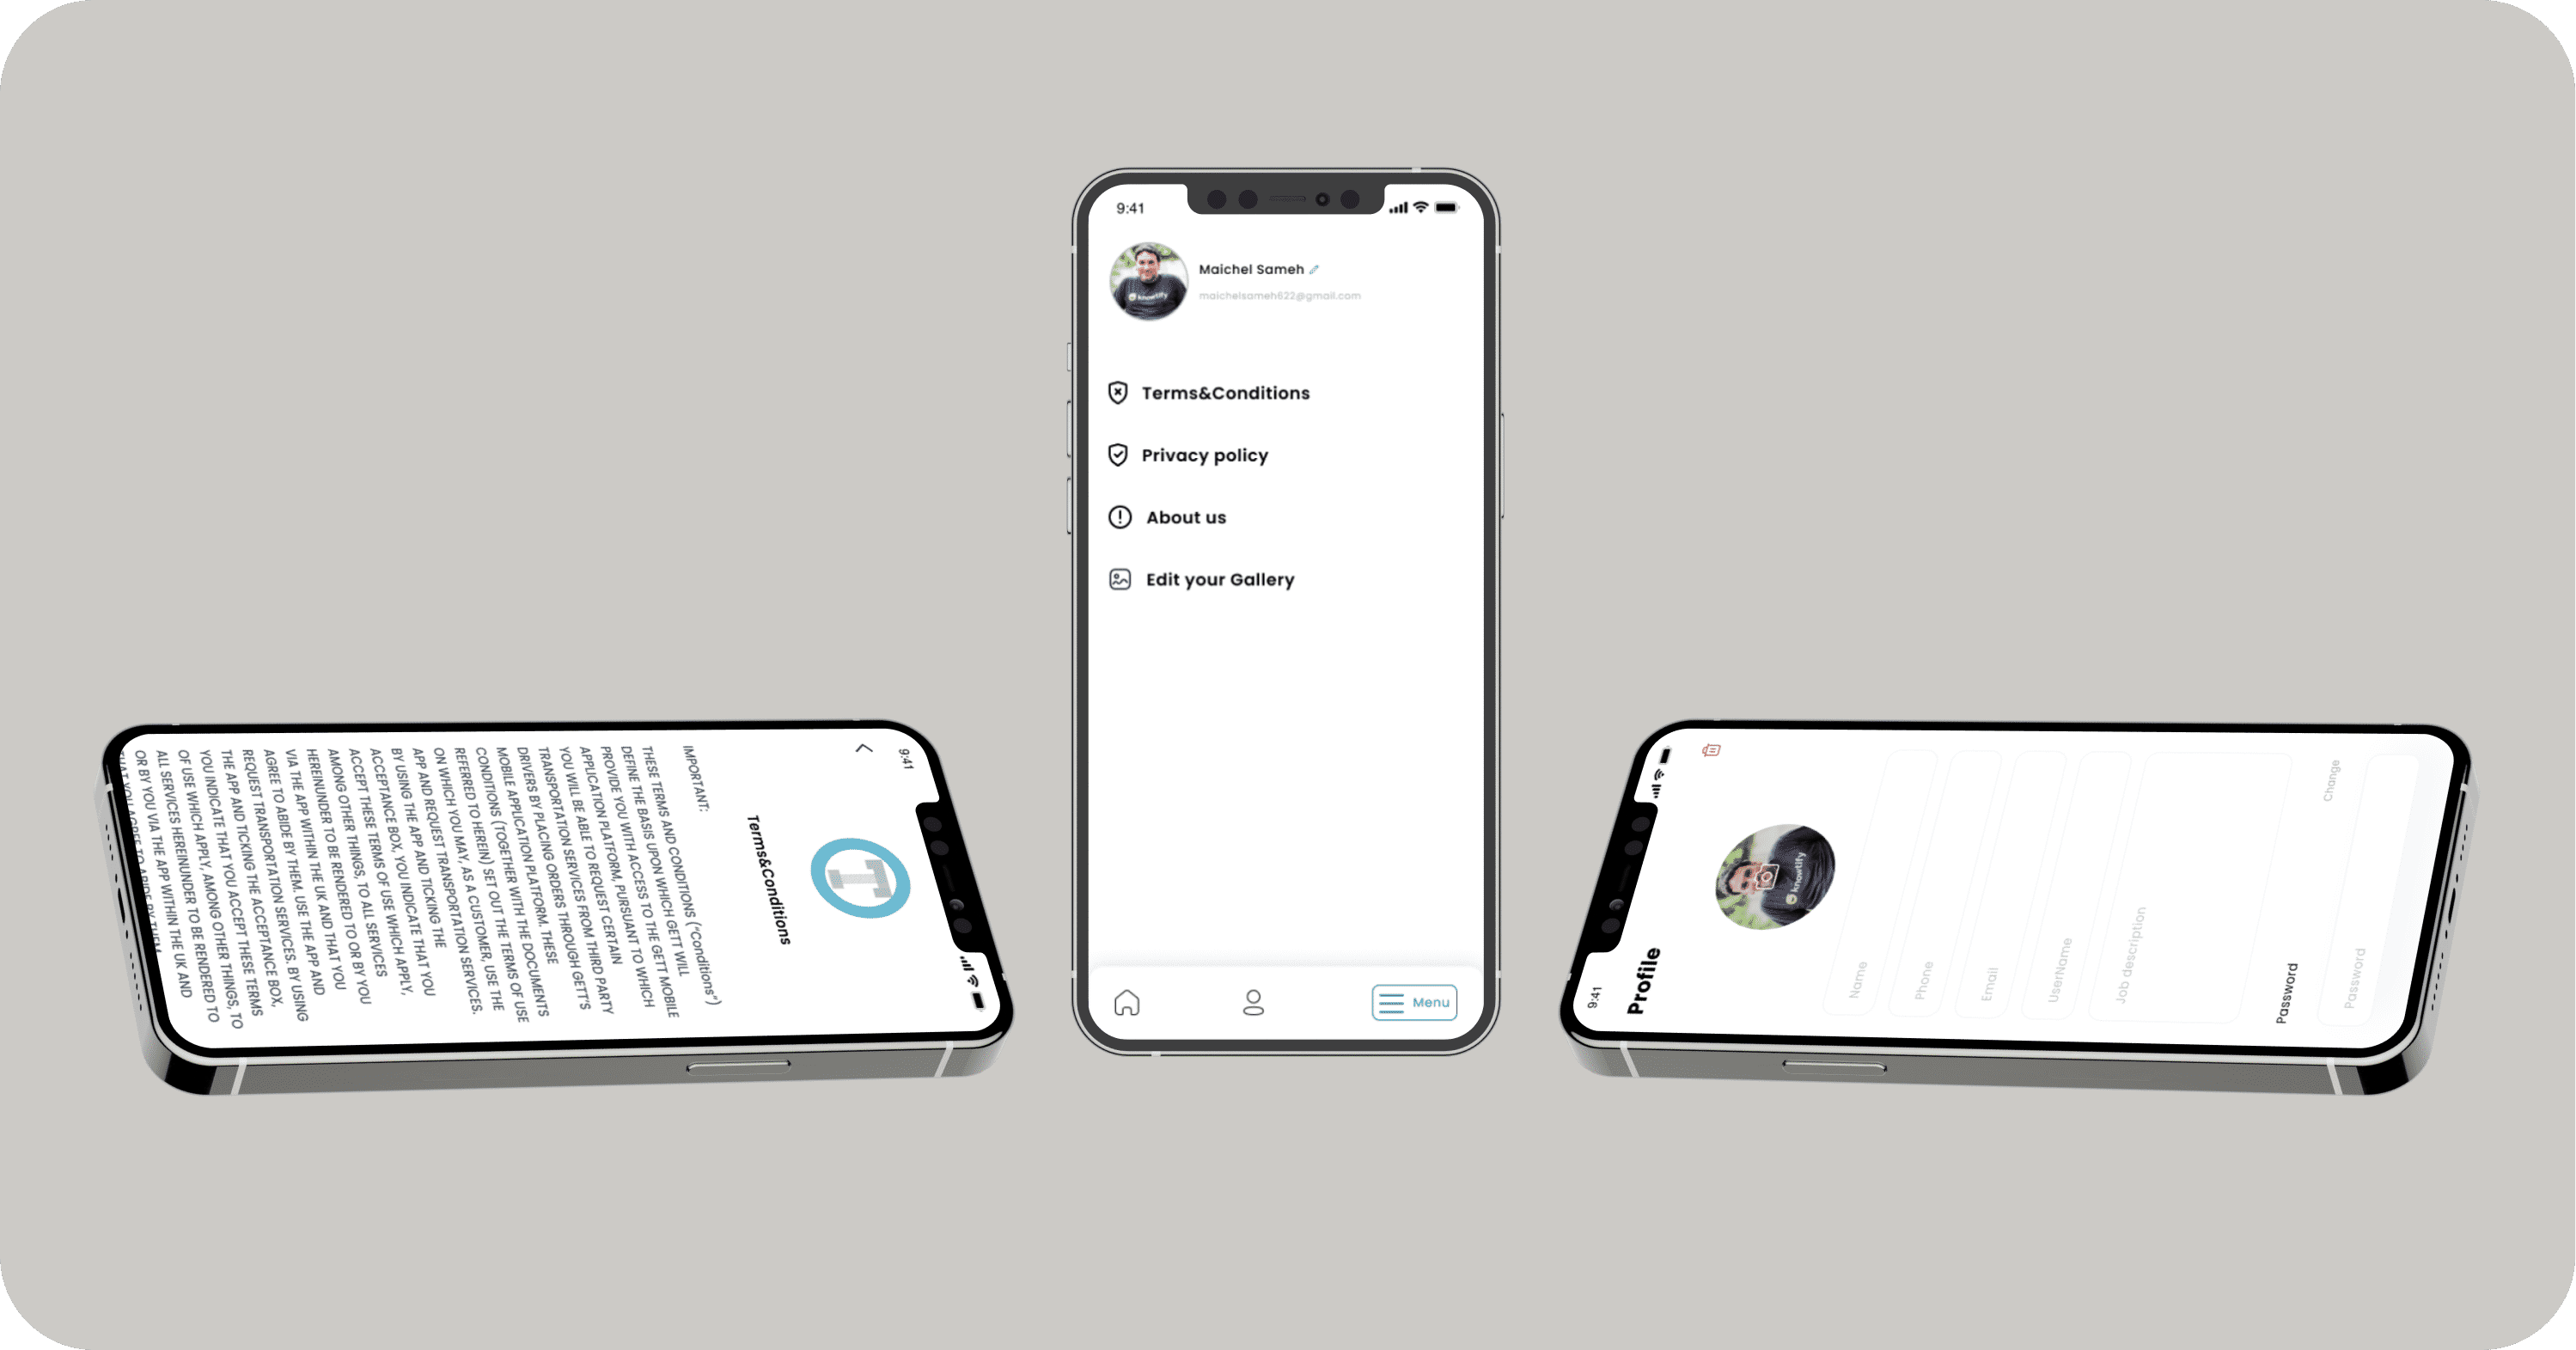 9:41
Terms&Conditions
IMPORTANT:
THESE TERMS AND CONDITIONS ("Conditions")
DEFINE THE BASIS UPON WHICH GETT WILL
PROVIDE YOU WITH ACCESS TO THE GETT MOBILE
APPLICATION PLATFORM, PURSUANT TO WHICH
YOU WILL BE ABLE TO REQUEST CERTAIN
TRANSPORTATION SERVICES FROM THIRD PARTY
DRIVERS BY PLACING ORDERS THROUGH GETT'S
MOBILE APPLICATION PLATFORM. THESE
CONDITIONS (TOGETHER WITH THE DOCUMENTS
REFERRED TO HEREIN) SET OUT THE TERMS OF USE
ON WHICH YOU MAY, AS A CUSTOMER, USE THE
APP AND REQUEST TRANSPORTATION SERVICES.
BY USING THE APP AND TICKING THE
ACCEPTANCE BOX, YOU INDICATE THAT YOU
ACCEPT THESE TERMS OF USE WHICH APPLY,
AMONG OTHER THINGS, TO ALL SERVICES
HEREINUNDER TO BE RENDERED TO OR BY YOU
VIA THE APP WITHIN THE UK AND THAT YOU
AGREE TO ABIDE BY THEM. USE THE APP AND
REQUEST TRANSPORTATION SERVICES. BY USING
THE APP AND TICKING THE ACCEPTANCE BOX,
YOU INDICATE THAT YOU ACCEPT THESE TERMS
OF USE WHICH APPLY, AMONG OTHER THINGS, TO
ALL SERVICES HEREINUNDER TO BE RENDERED TO
OR BY YOU VIA THE APP WITHIN THE UK AND
THAT YOU AGREE TO ABIDE BY THEM
9:41
knowtify
Maichel Sameh
maichelsameh622@gmail.com
Terms&Conditions
Privacy policy
About us
Edit your Gallery
Menu
9:41
Profile
knowtify
Name
Phone
Email
UserName
Job description
Password
Change
Password